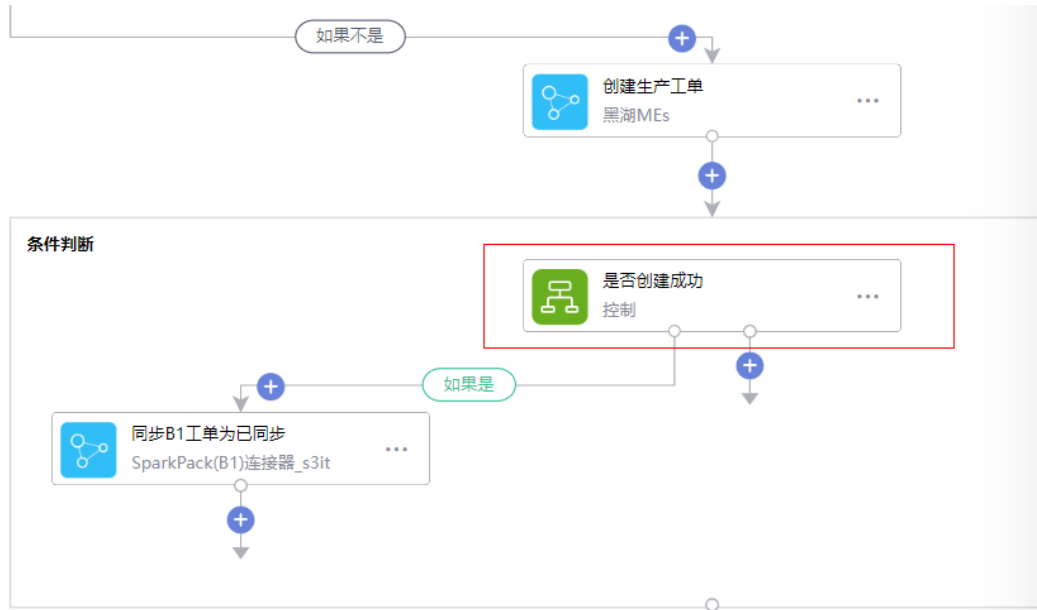 如果不是
创建生产工单
黑湖MEs
条件判断
是否创建成功
控制
如果是
同步B1工单为已同步
SparkPack(B1)连接器_s3it